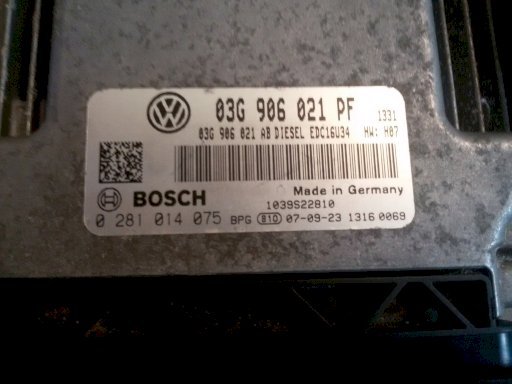 03G 906 021 PF 1331
03G 906 021 AB DIESEL EDC16U34 HW: H07
Made in Germany
BOSCH 1039S22810
0 281 014 075 BPG 810 07-09-23 1316 0069